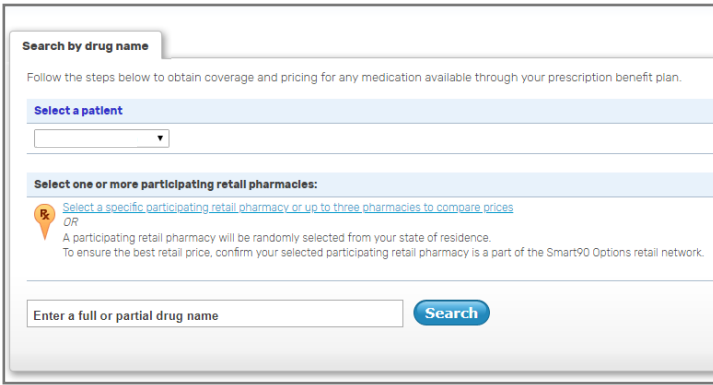 Search by drug name
Follow the steps below to obtain coverage and pricing for any medication available through your prescription benefit plan.
Select a patient
Select one or more participating retail pharmacies:
Rx
Select a specific participating retail pharmacy or up to three pharmacies to compare prices
OR
A participating retail pharmacy will be randomly selected from your state of residence.
To ensure the best retail price, confirm your selected participating retail pharmacy is a part of the Smart90 Options retail network.
Enter a full or partial drug name
Search